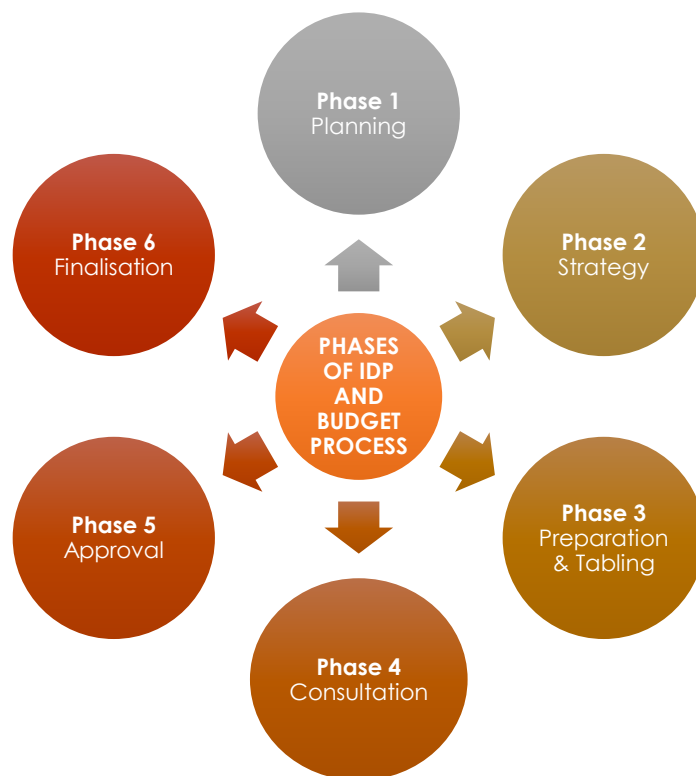 Phase 1
Planning
Phase 2
Strategy
Phase 3
Preparation
& Tabling
Phase 4
Consultation
Phase 5
Approval
Phase 6
Finalisation
PHASES
OF IDP
AND
BUDGET
PROCESS